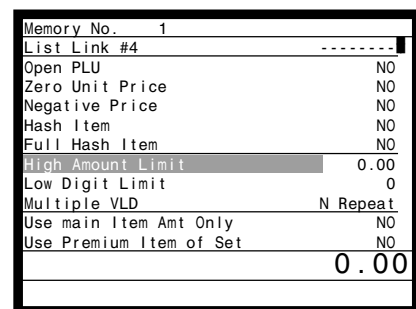 Memory No. 1
List Link #4 --------
Open PLU NO
Zero Unit Price NO
Negative Price NO
Hash Item NO
Full Hash Item NO
High Amount Limit 0.00
Low Digit Limit 0
Multiple VLD N Repeat
Use main Item Amt Only NO
Use Premium Item of Set NO
0.00